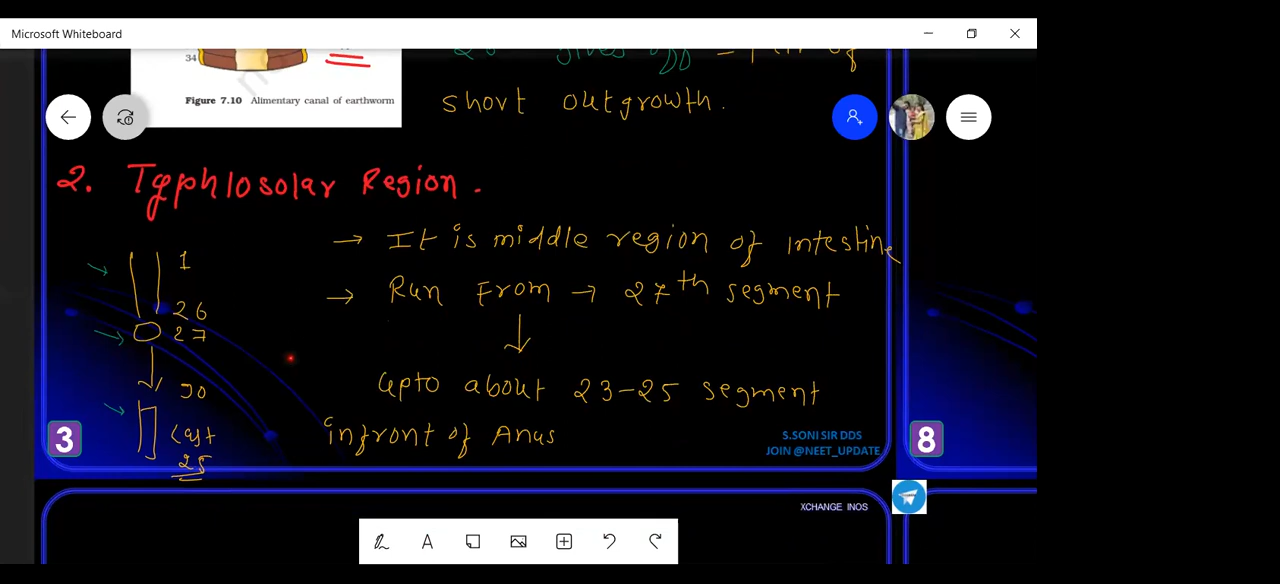 Microsoft Whiteboard
34
Figure 7.10 Alimentary canal of earthworm
short outgrowth.
2. Typhlosolar Region.
→ It is middle region of intestine
→ Run From → 27th segment
↓
Upto about 23-25 segment
infront of Anus
1
26
27
Last
25
3
S.SONI SIR DDS
JOIN @NEET_UPDATE
8
XCHANGE INOS
A